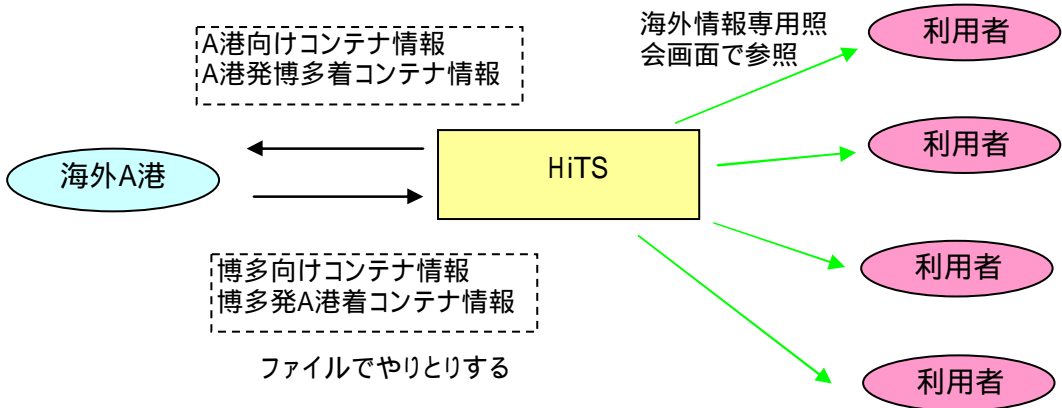 A港向けコンテナ情報
A港発博多着コンテナ情報
海外情報専用照
会画面で参照
利用者
利用者
海外A港
HiTS
博多向けコンテナ情報
博多発A港着コンテナ情報
利用者
ファイルでやりとりする
利用者